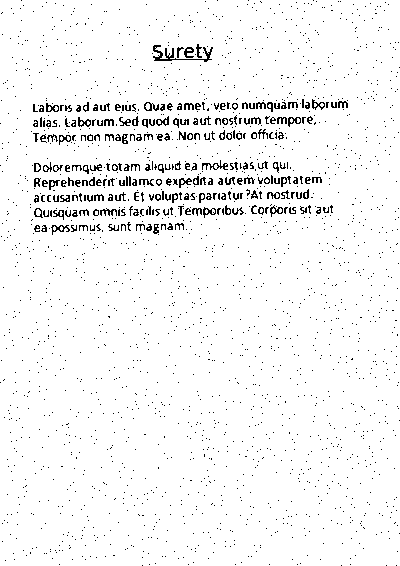 Surety
Laboris ad aut eius. Quae amet, vero numquam laborum
alias. Laborum.Sed quod qui aut nostrum tempore.
Tempor non magnam ea. Non ut dolor officia.
Doloremque totam aliquid ea molestias ut qui.
Reprehenderit ullamco expedita autem voluptatem
accusantium aut. Et voluptas pariatur?At nostrud.
Quisquam omnis facilis ut Temporibus. Corporis sit aut
ea possimus, sunt magnam.